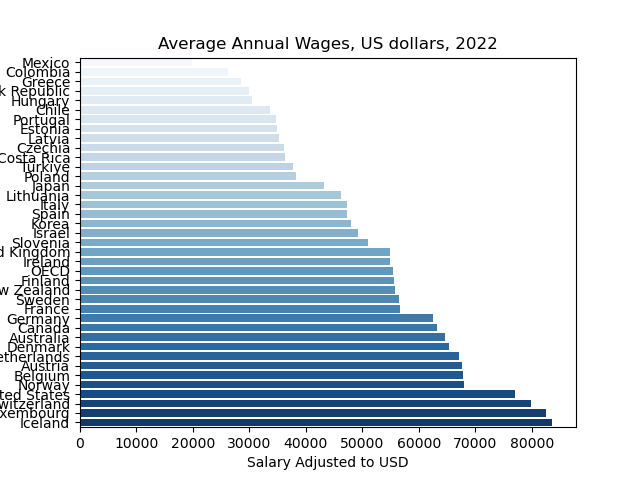 Average Annual Wages, US dollars, 2022
Mexico
Colombia
Greece
k Republic
Hungary
Chile
Portugal
Estonia
Latvia
Czechia
Costa Rica
Türkiye
Poland
Japan
Lithuania
Italy
Spain
Korea
Israel
Slovenia
d Kingdom
Ireland
OECD
Finland
w Zealand
Sweden
France
Germany
Canada
Australia
Denmark
etherlands
Austria
Belgium
Norway
ted States
witzerland
xembourg
Iceland
0 10000 20000 30000 40000 50000 60000 70000 80000
Salary Adjusted to USD